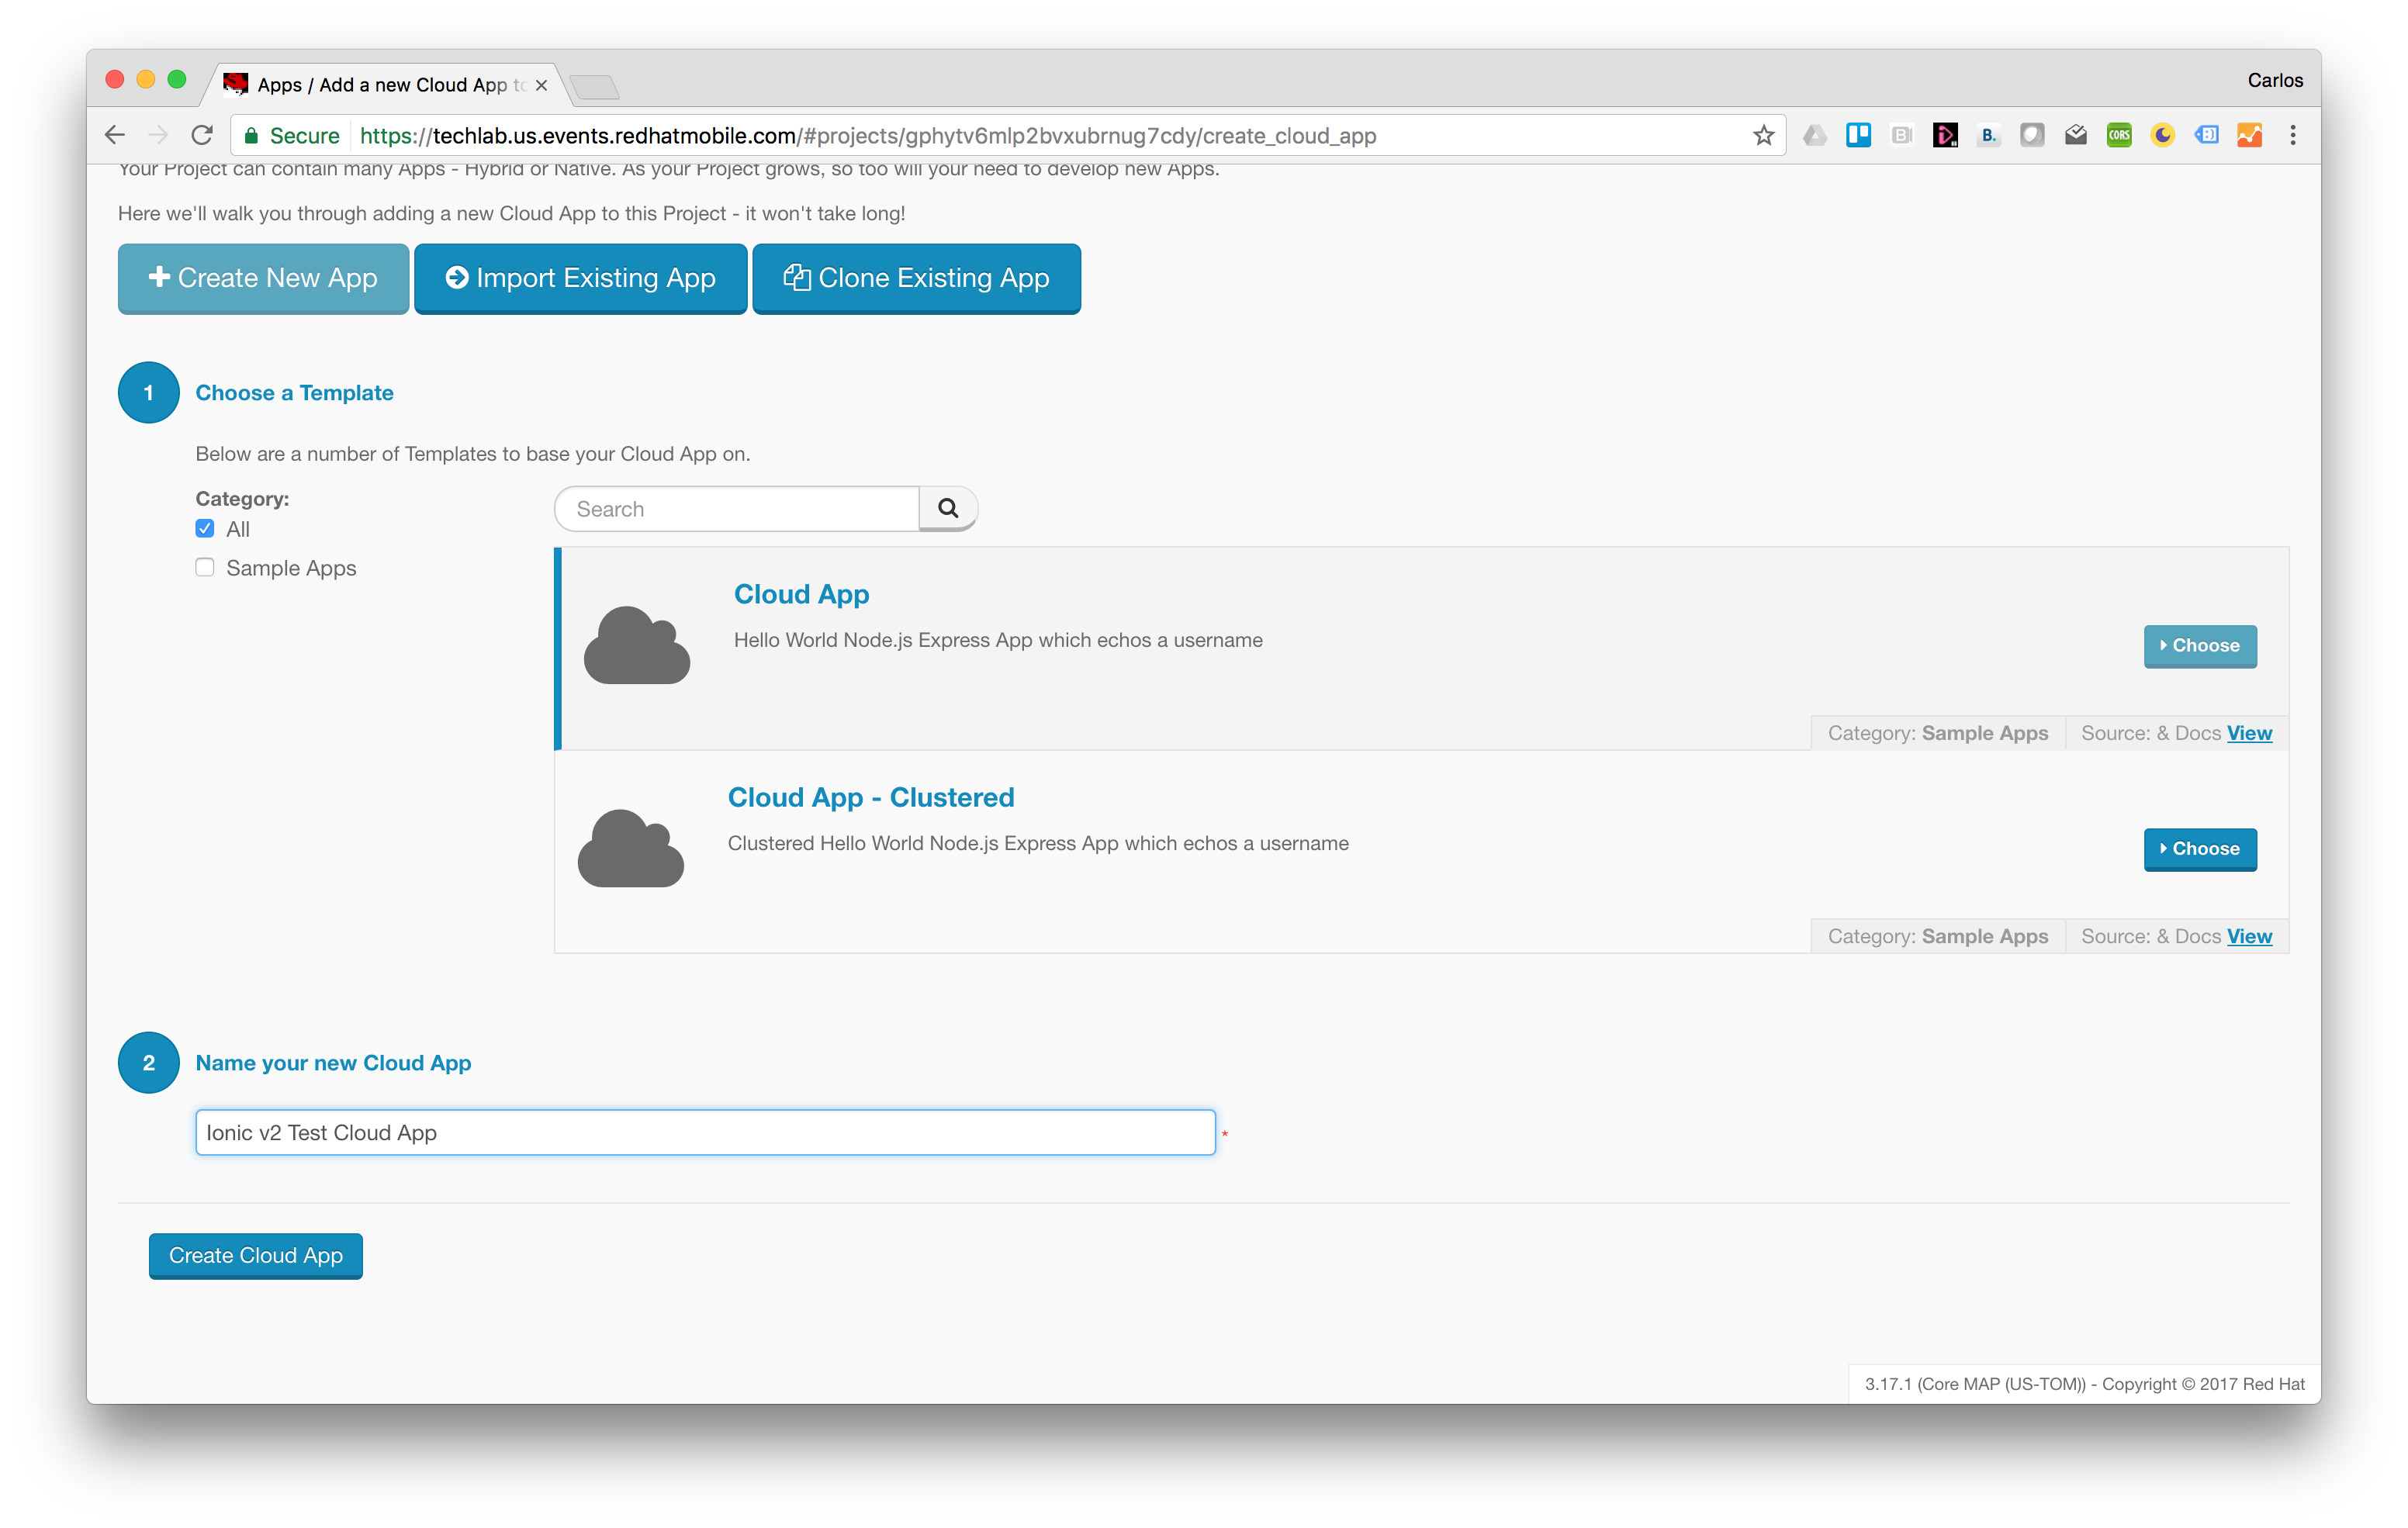 Apps / Add a new Cloud App to
Carlos
Secure https://techlab.us.events.redhatmobile.com/#projects/gphytv6mlp2bvxubrnug7cdy/create_cloud_app
B.
CORS
Your Project can contain many Apps - Hybrid or Native. As your Project grows, so too will your need to develop new Apps.
Here we'll walk you through adding a new Cloud App to this Project - it won't take long!
Create New App Import Existing App Clone Existing App
1 Choose a Template
Below are a number of Templates to base your Cloud App on.
Category:
All
Sample Apps
Search
Cloud App
Hello World Node.js Express App which echos a username
Choose
Category: Sample Apps Source: & Docs View
Cloud App - Clustered
Clustered Hello World Node.js Express App which echos a username
Choose
Category: Sample Apps Source: & Docs View
2 Name your new Cloud App
Ionic v2 Test Cloud App *
Create Cloud App
3.17.1 (Core MAP (US-TOM)) - Copyright © 2017 Red Hat